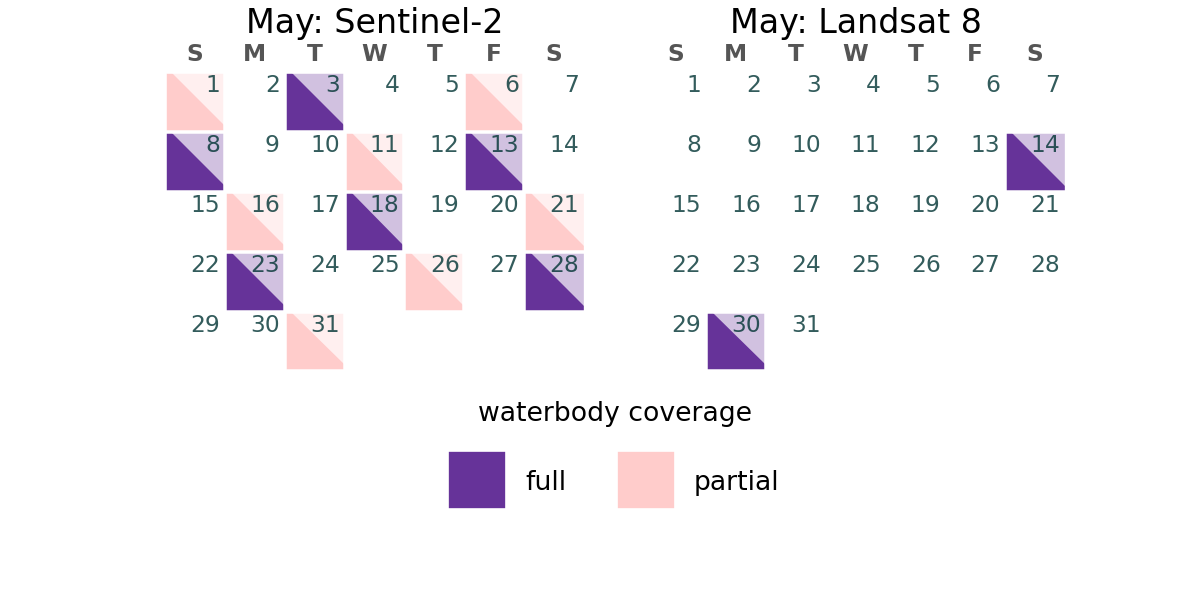 May: Sentinel-2
S M T W T F S
1 2 3 4 5 6 7
8 9 10 11 12 13 14
15 16 17 18 19 20 21
22 23 24 25 26 27 28
29 30 31
May: Landsat 8
S M T W T F S
1 2 3 4 5 6 7
8 9 10 11 12 13 14
15 16 17 18 19 20 21
22 23 24 25 26 27 28
29 30 31
waterbody coverage
full
partial